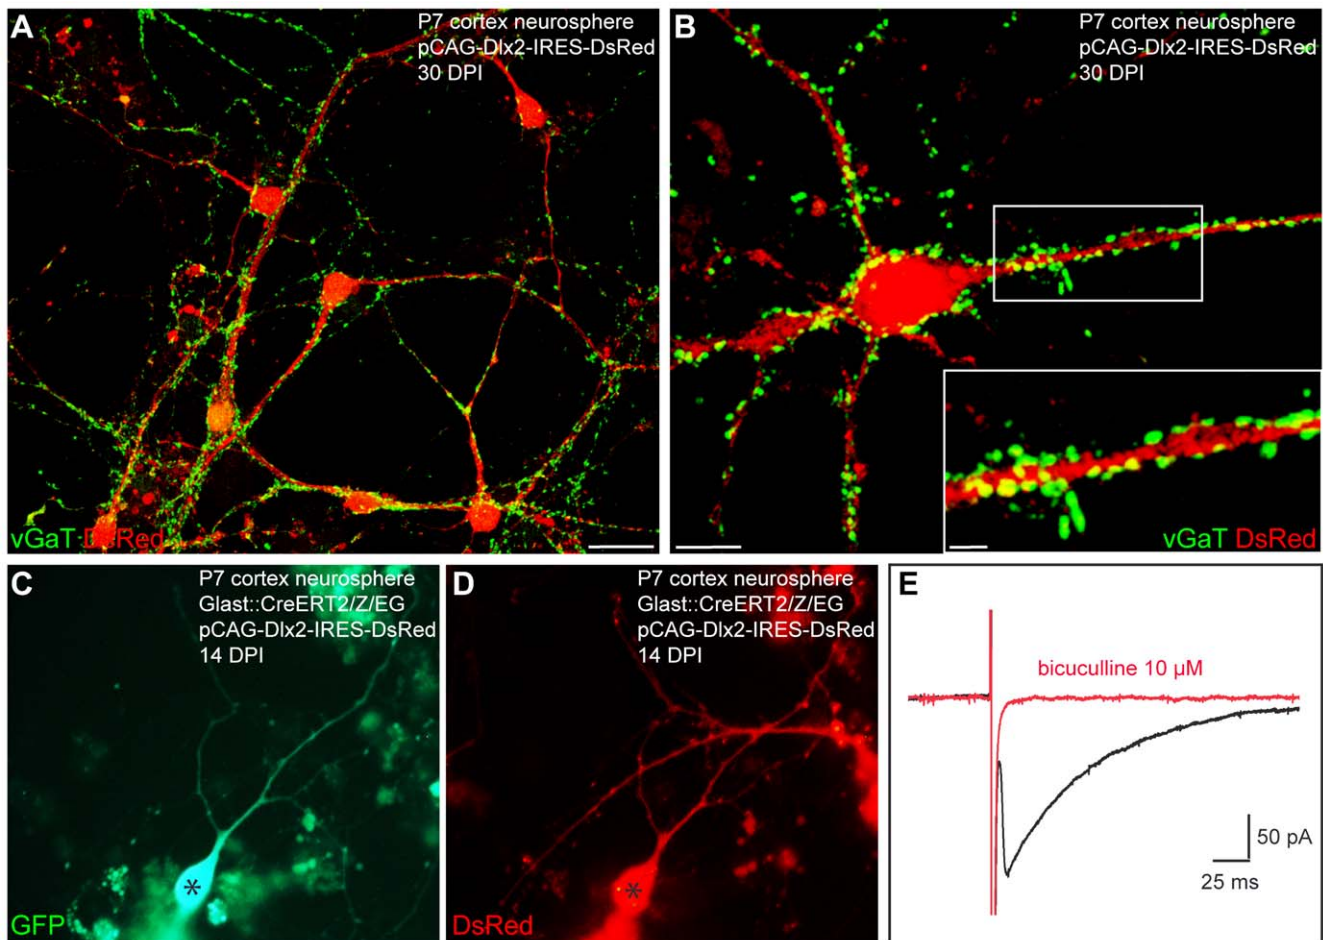 A
P7 cortex neurosphere
pCAG-Dlx2-IRES-DsRed
30 DPI
vGaT DsRed
B
P7 cortex neurosphere
pCAG-Dlx2-IRES-DsRed
30 DPI
vGaT DsRed
C
P7 cortex neurosphere
Glast::CreERT2/Z/EG
pCAG-Dlx2-IRES-DsRed
14 DPI
*
GFP
D
P7 cortex neurosphere
Glast::CreERT2/Z/EG
pCAG-Dlx2-IRES-DsRed
14 DPI
*
DsRed
E
bicuculline 10 µM
50 pA
25 ms